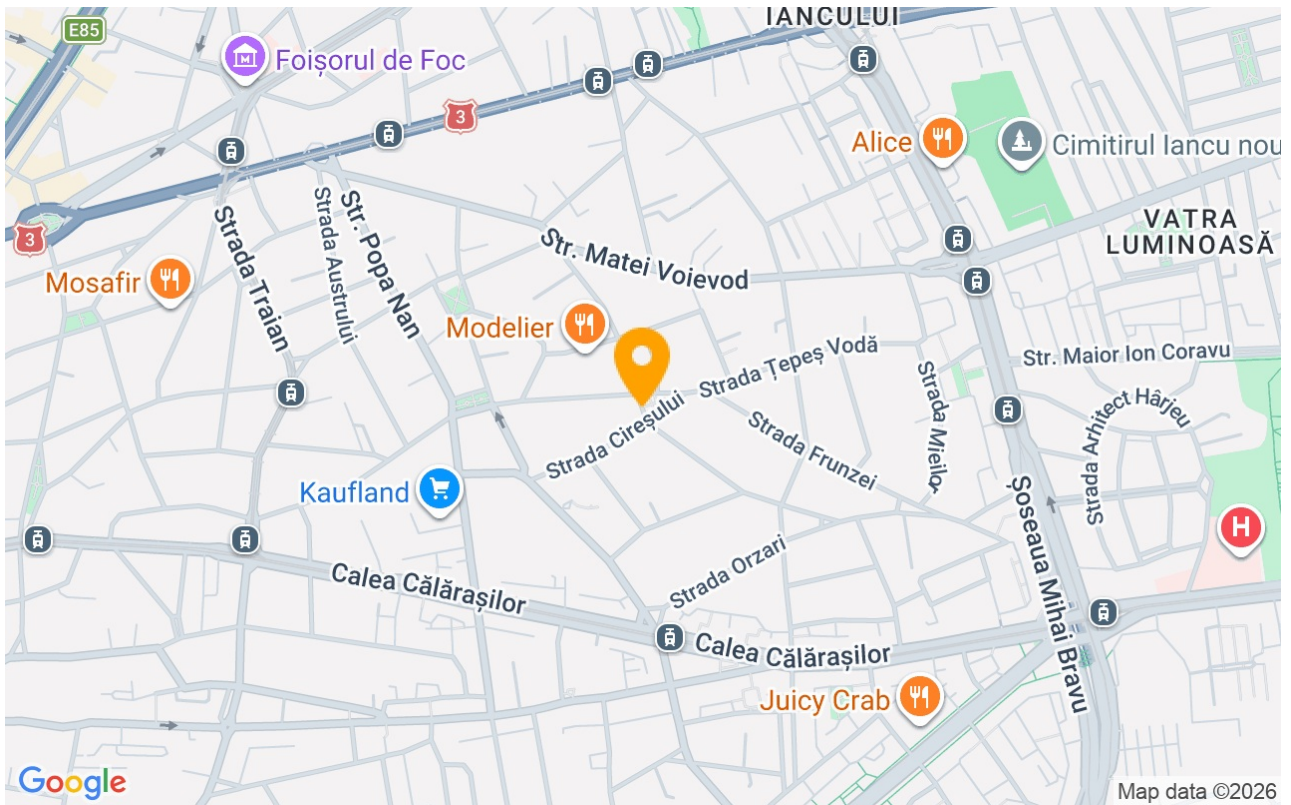 IANCULUI
E85
Foișorul de Foc
M
3
Alice
Cimitirul Iancu nou
3
Strada Traian
Strada Austrului
Str. Popa Nan
Str. Matei Voievod
VATRA
LUMINOASĂ
Mosafir
Modelier
Strada Țepeș Vodă
Str. Maior Ion Coravu
Strada Cireșului
Strada Frunzei
Strada Mieilor
Strada Arhitect Hârjeu
Kaufland
Șoseaua Mihai Bravu
H
Strada Orzari
Calea Călărașilor
Calea Călărașilor
Juicy Crab
Google
Map data ©2026